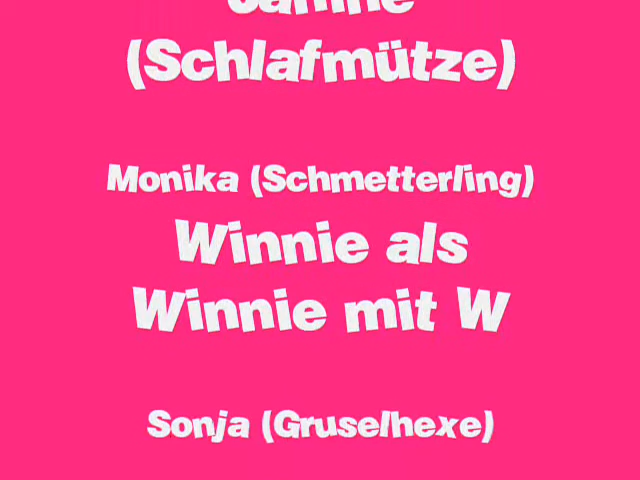 (Schlafmütze)
Monika (Schmetterling)
Winnie als
Winnie mit W
Sonja (Gruselhexe)